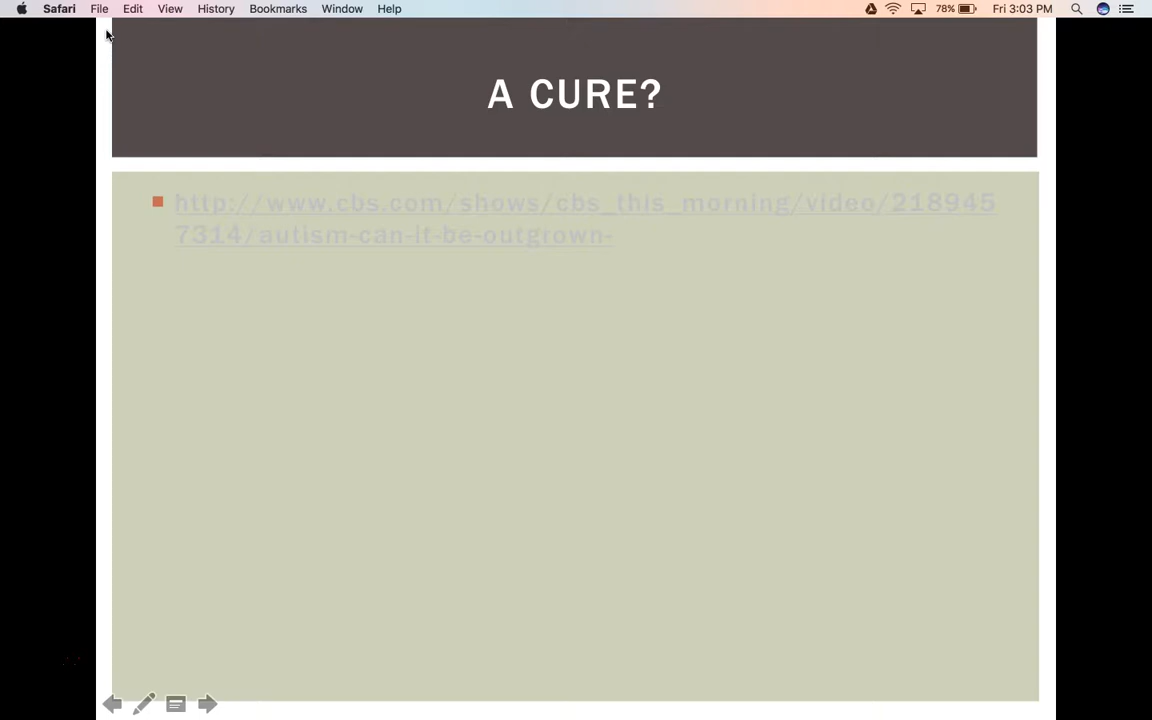 Safari File Edit View History Bookmarks Window Help 78% Fri 3:03 PM
A CURE?
http://www.cbs.com/shows/cbs_this_morning/video/218945
7314/autism-can-it-be-outgrown-